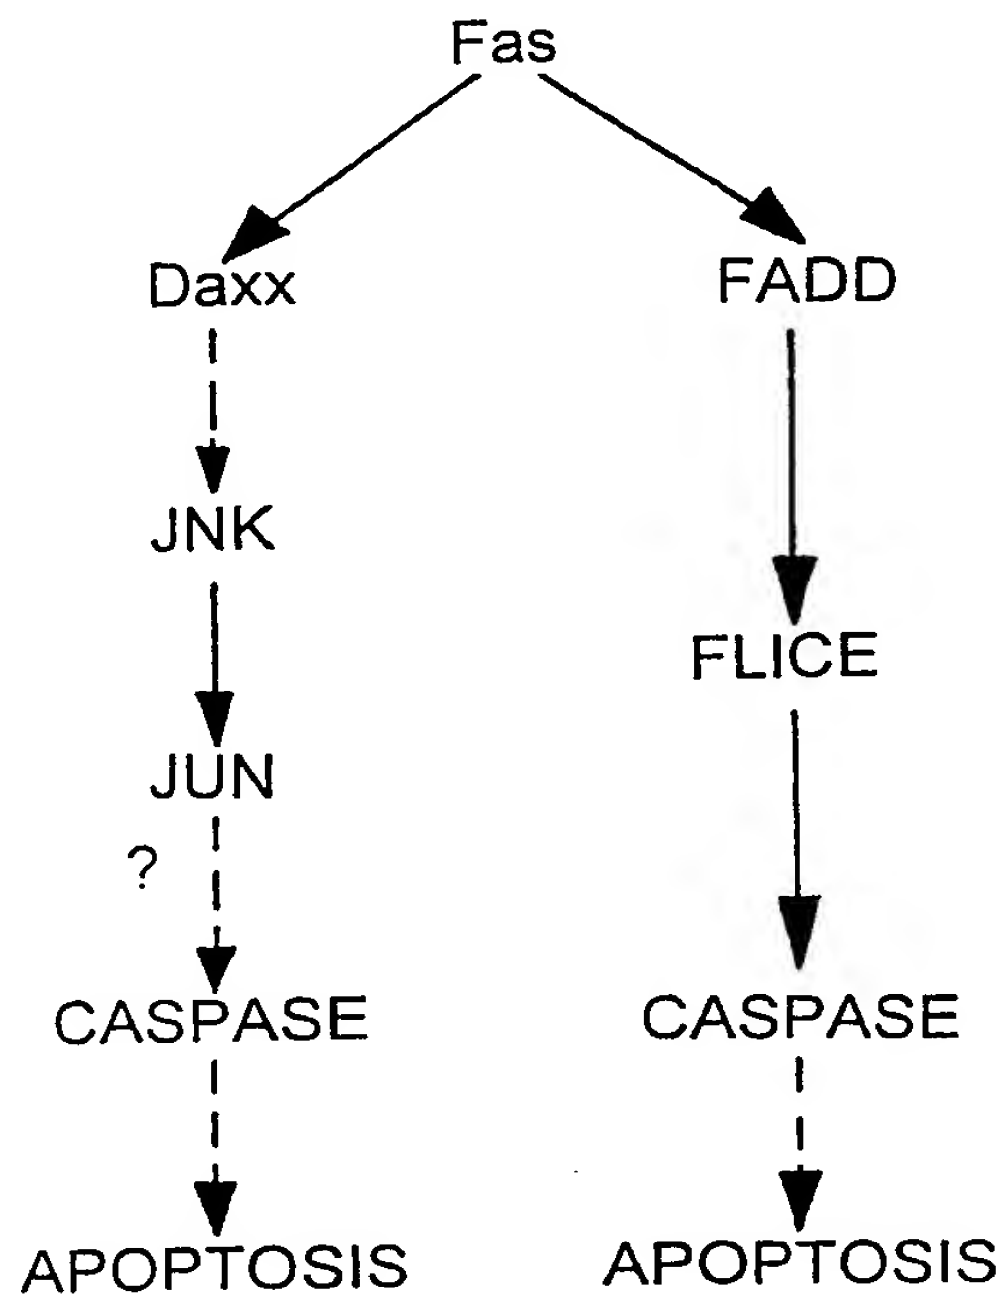 Fas
Daxx
FADD
JNK
FLICE
JUN
?
CASPASE
CASPASE
APOPTOSIS
APOPTOSIS